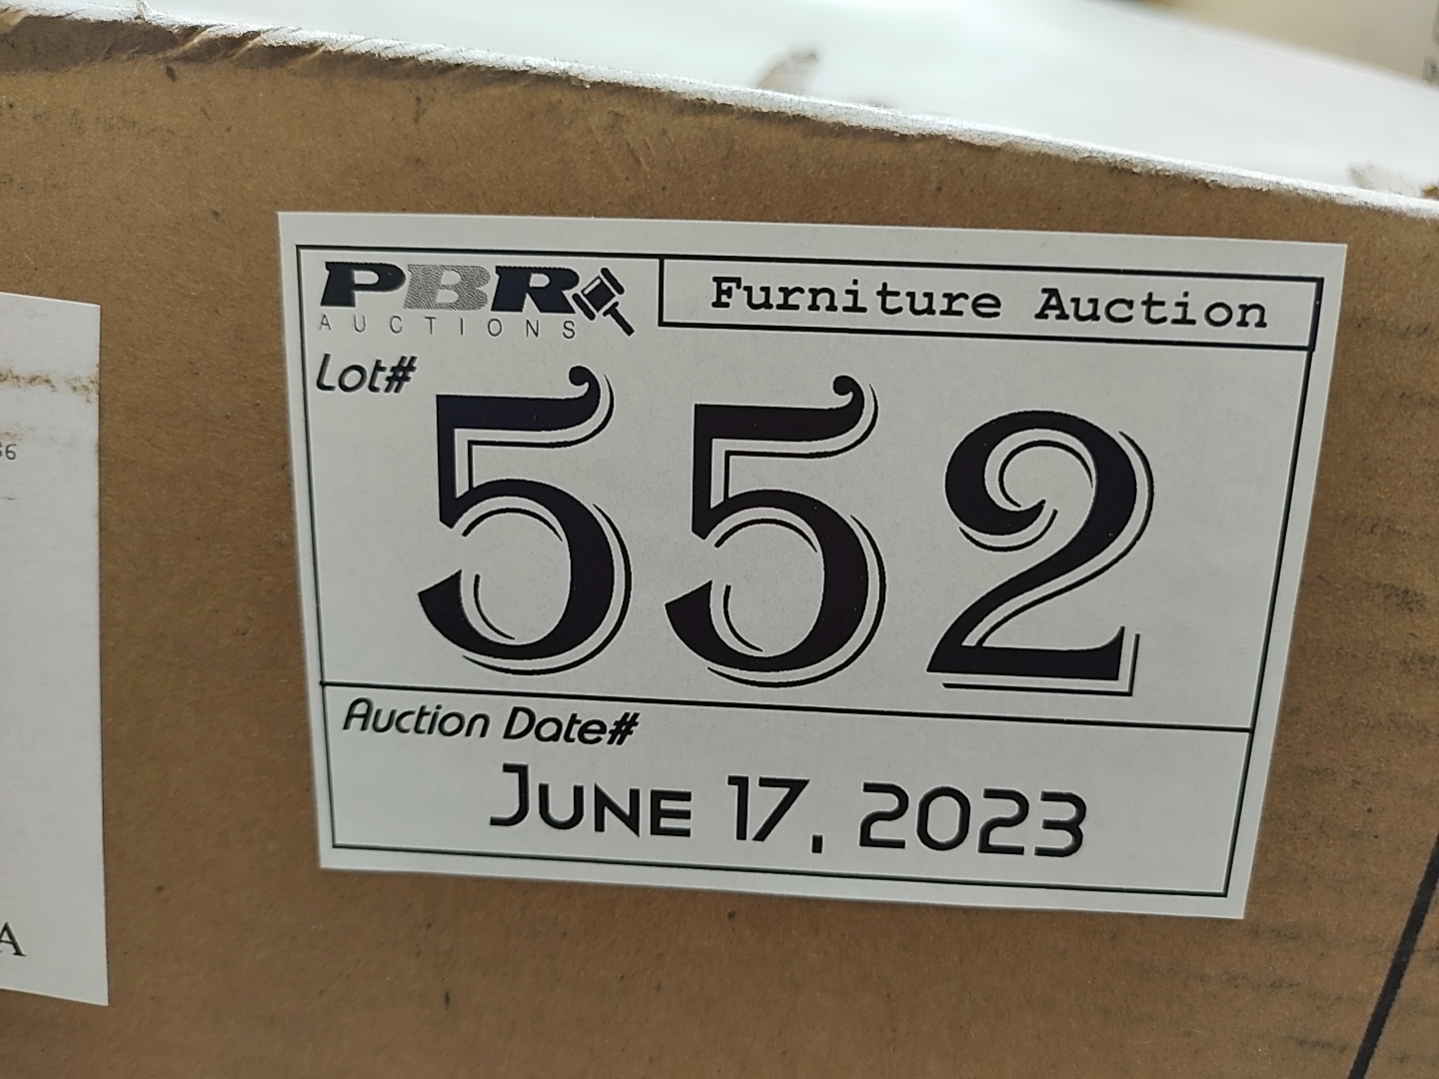 PBR
AUCTIONS
Furniture Auction
Lot#
552
Auction Date#
JUNE 17, 2023
A